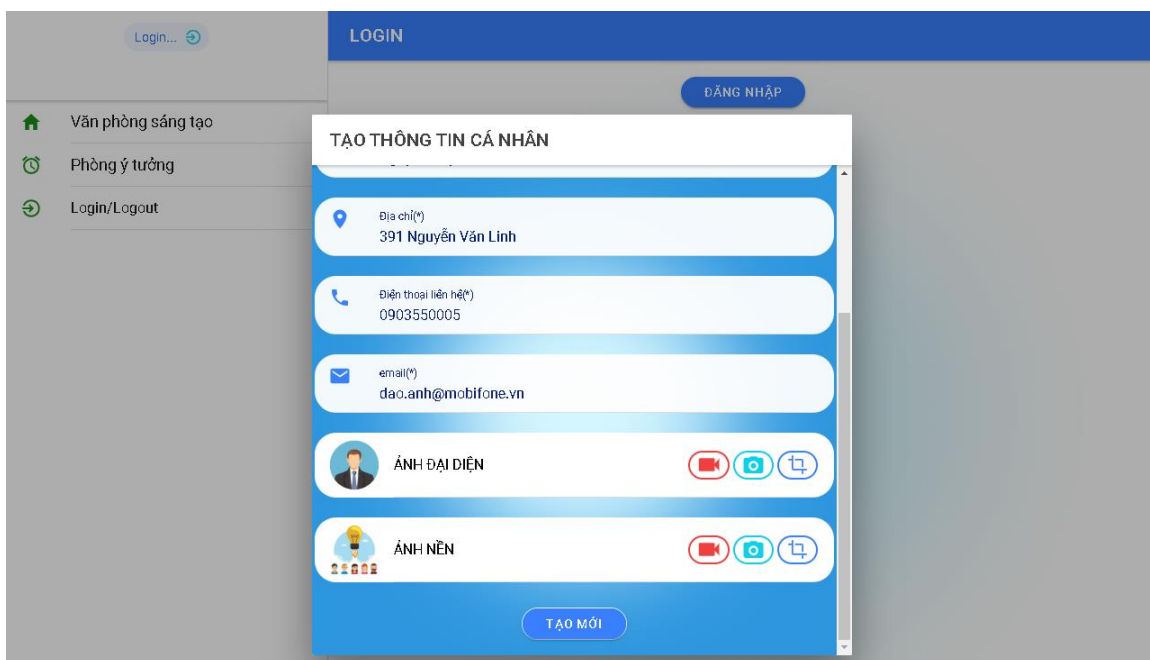 Login...
LOGIN
ĐĂNG NHẬP
Văn phòng sáng tạo
Phòng ý tưởng
Login/Logout
TẠO THÔNG TIN CÁ NHÂN
Địa chỉ(*)
391 Nguyễn Văn Linh
Điện thoại liên hệ(*)
0903550005
email(*)
dao.anh@mobifone.vn
ẢNH ĐẠI DIỆN
ẢNH NỀN
TẠO MỚI